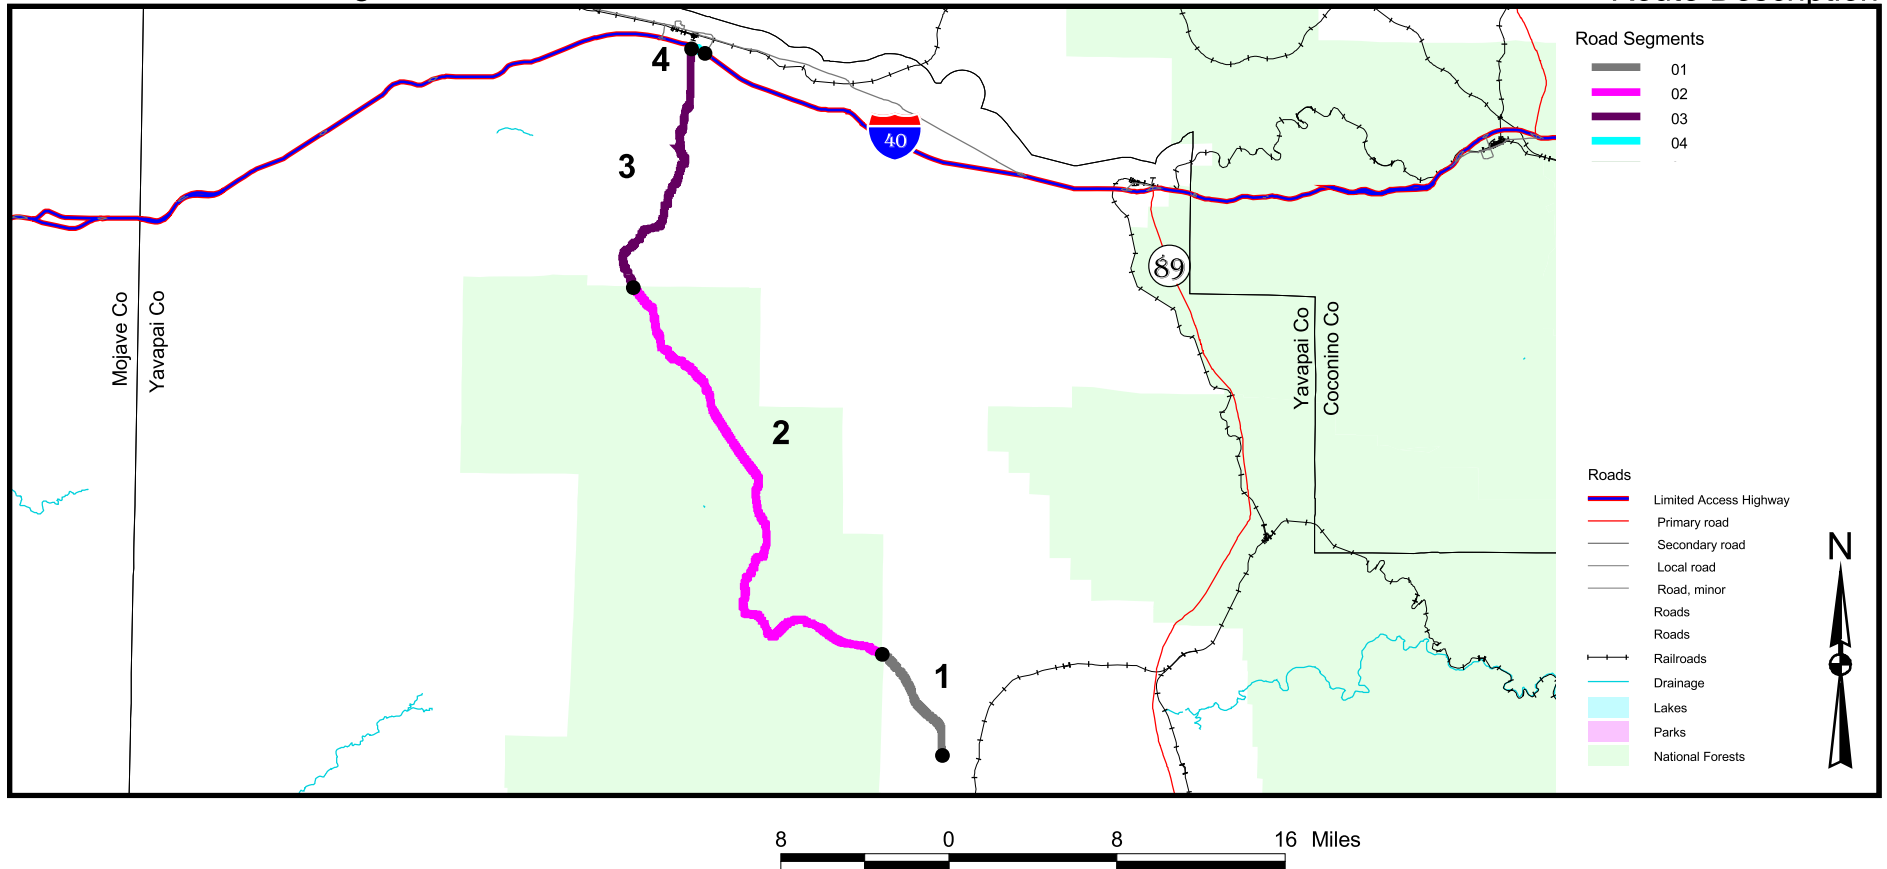 Route Description
Road Segments
01
02
03
04
4
3
40
89
Mojave Co
Yavapai Co
Yavapai Co
Coconino Co
2
1
Roads
Limited Access Highway
Primary road
Secondary road
Local road
Road, minor
Roads
Roads
Railroads
Drainage
Lakes
Parks
National Forests
N
8 0 8 16 Miles